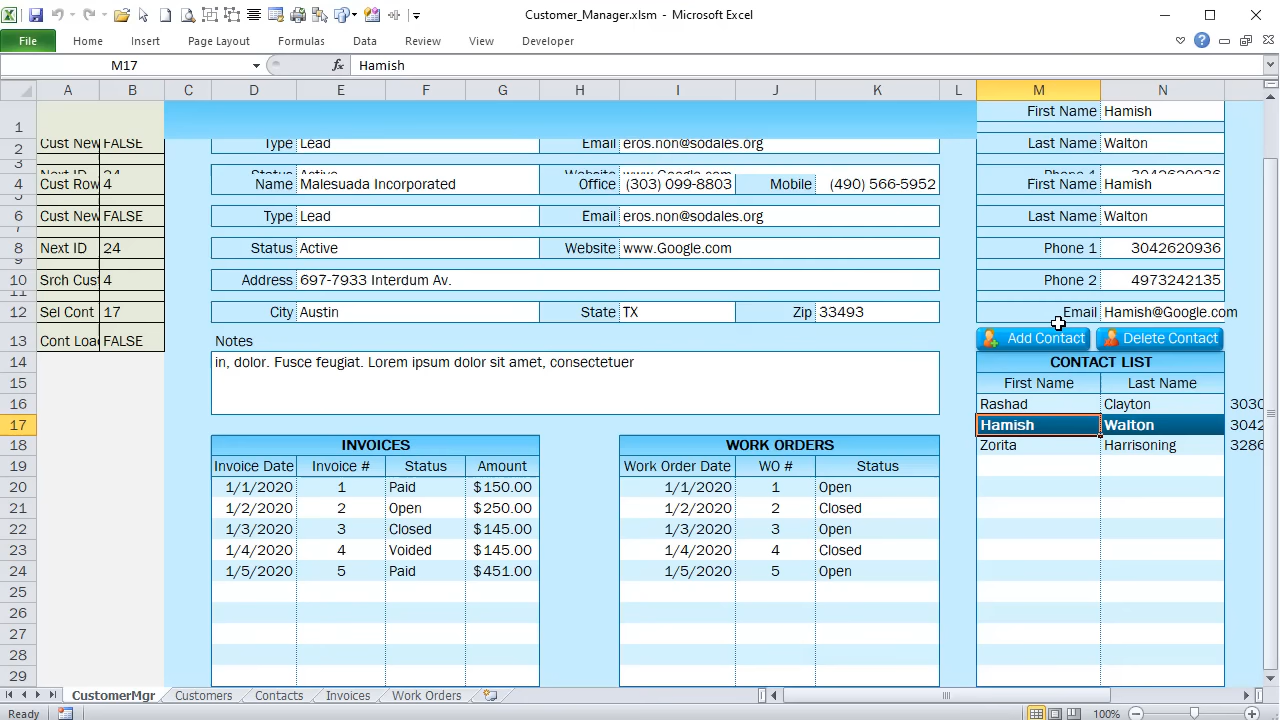 Customer_Manager.xlsm - Microsoft Excel
File Home Insert Page Layout Formulas Data Review View Developer
M17 fx Hamish
A B C D E F G H I J K L M N
1 First Name Hamish
2 Cust New FALSE Type Lead Email eros.non@sodales.org Last Name Walton
3
4 Cust Row 4 Name Malesuada Incorporated Office (303) 099-8803 Mobile (490) 566-5952 First Name Hamish
5
6 Cust New FALSE Type Lead Email eros.non@sodales.org Last Name Walton
7
8 Next ID 24 Status Active Website www.Google.com Phone 1 3042620936
9
10 Srch Cust 4 Address 697-7933 Interdum Av. Phone 2 4973242135
11
12 Sel Cont 17 City Austin State TX Zip 33493 Email Hamish@Google.com
13 Cont Load FALSE Notes Add Contact Delete Contact
14 in, dolor. Fusce feugiat. Lorem ipsum dolor sit amet, consectetuer CONTACT LIST
15 First Name Last Name
16 Rashad Clayton 3030
17 Hamish Walton 3042
18 INVOICES WORK ORDERS Zorita Harrisoning 3286
19 Invoice Date Invoice # Status Amount Work Order Date WO # Status
20 1/1/2020 1 Paid $150.00 1/1/2020 1 Open
21 1/2/2020 2 Open $250.00 1/2/2020 2 Closed
22 1/3/2020 3 Closed $145.00 1/3/2020 3 Open
23 1/4/2020 4 Voided $145.00 1/4/2020 4 Closed
24 1/5/2020 5 Paid $451.00 1/5/2020 5 Open
25
26
27
28
29
CustomerMgr Customers Contacts Invoices Work Orders
Ready 100%